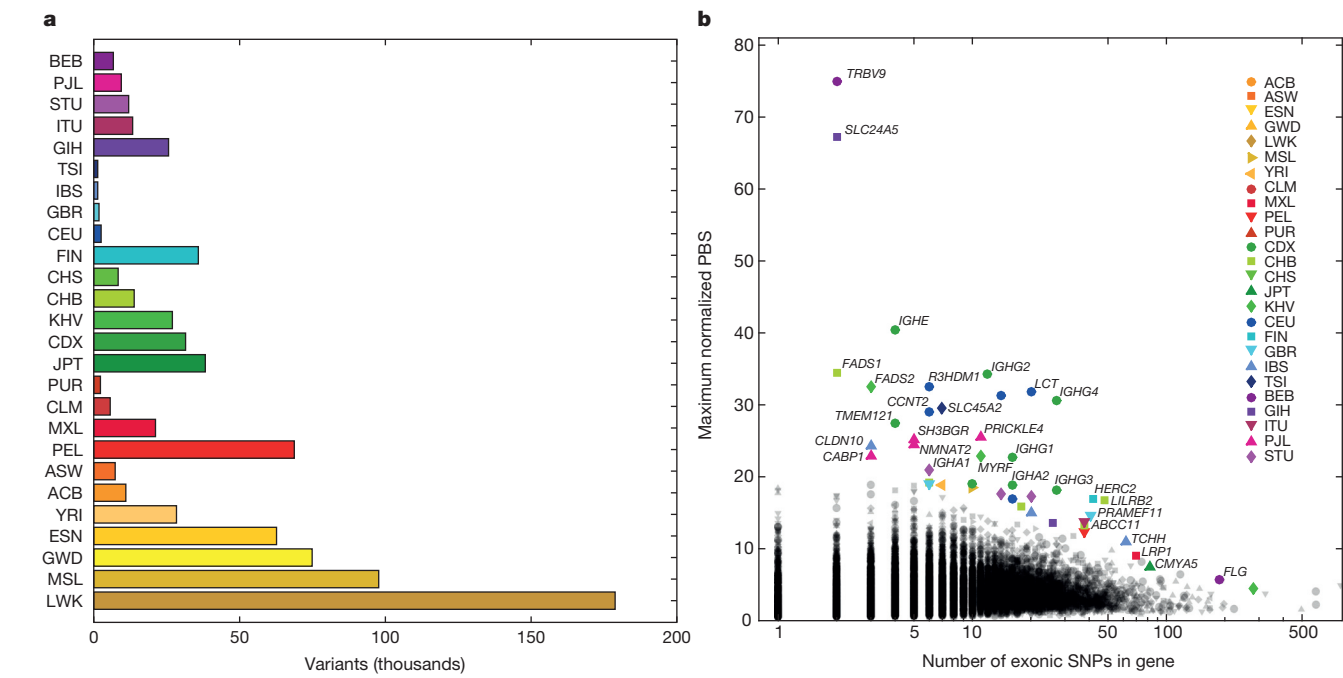 a
BEB
PJL
STU
ITU
GIH
TSI
IBS
GBR
CEU
FIN
CHS
CHB
KHV
CDX
JPT
PUR
CLM
MXL
PEL
ASW
ACB
YRI
ESN
GWD
MSL
LWK
0 50 100 150 200
Variants (thousands)
b
Maximum normalized PBS
80
70
60
50
40
30
20
10
0
1 5 10 50 100 500
Number of exonic SNPs in gene
TRBV9
SLC24A5
IGHE
FADS1
FADS2
R3HDM1
IGHG2
LCT
IGHG4
CCNT2
SLC45A2
TMEM121
SH3BGR
PRICKLE4
CLDN10
CABP1
NMNAT2
IGHG1
IGHA1
MYRF
IGHA2
IGHG3
HERC2
LILRB2
PRAMEF11
ABCC11
TCHH
LRP1
CMYA5
FLG
ACB
ASW
ESN
GWD
LWK
MSL
YRI
CLM
MXL
PEL
PUR
CDX
CHB
CHS
JPT
KHV
CEU
FIN
GBR
IBS
TSI
BEB
GIH
ITU
PJL
STU